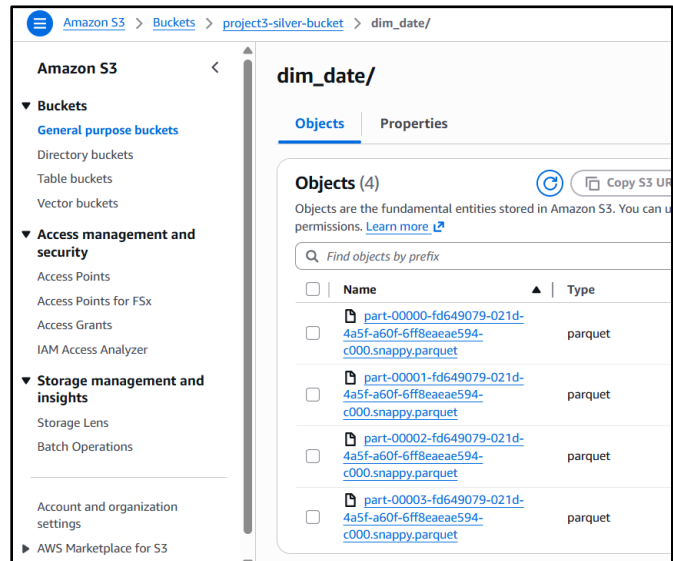 Amazon S3 > Buckets > project3-silver-bucket > dim_date/
Amazon S3
Buckets
General purpose buckets
Directory buckets
Table buckets
Vector buckets
Access management and
security
Access Points
Access Points for FSx
Access Grants
IAM Access Analyzer
Storage management and
insights
Storage Lens
Batch Operations
Account and organization
settings
AWS Marketplace for S3
dim_date/
Objects Properties
Objects (4)
Copy S3 UR
Objects are the fundamental entities stored in Amazon S3. You can u
permissions. Learn more
Find objects by prefix
Name Type
part-00000-fd649079-021d-
4a5f-a60f-6ff8eaeae594-
c000.snappy.parquet
parquet
part-00001-fd649079-021d-
4a5f-a60f-6ff8eaeae594-
c000.snappy.parquet
parquet
part-00002-fd649079-021d-
4a5f-a60f-6ff8eaeae594-
c000.snappy.parquet
parquet
part-00003-fd649079-021d-
4a5f-a60f-6ff8eaeae594-
c000.snappy.parquet
parquet